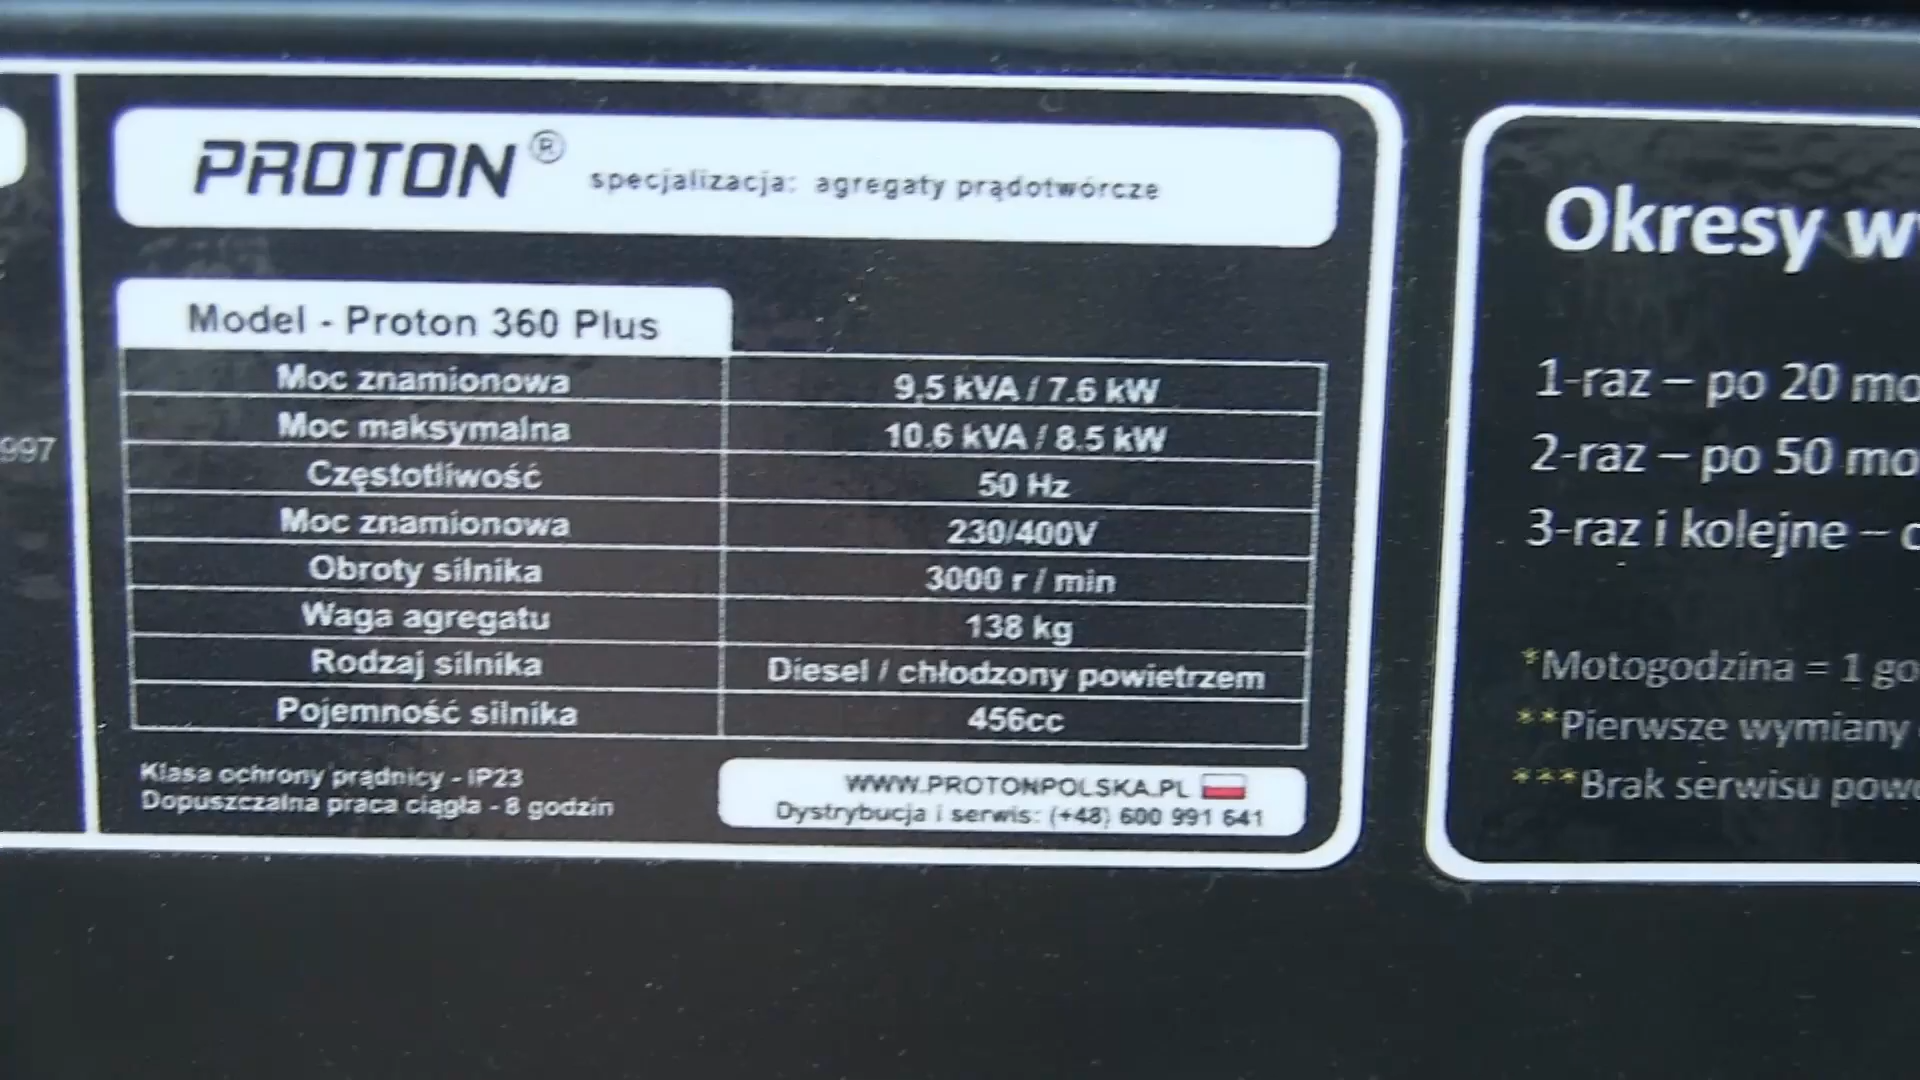 PROTON® specjalizacja: agregaty prądotwórcze
Model - Proton 360 Plus
Moc znamionowa 9,5 kVA / 7.6 kW
Moc maksymalna 10.6 kVA / 8.5 kW
Częstotliwość 50 Hz
Moc znamionowa 230/400V
Obroty silnika 3000 r / min
Waga agregatu 138 kg
Rodzaj silnika Diesel / chłodzony powietrzem
Pojemność silnika 456cc
Klasa ochrony prądnicy - IP23
Dopuszczalna praca ciągła - 8 godzin
WWW.PROTONPOLSKA.PL
Dystrybucja i serwis: (+48) 600 991 641
997
Okresy
1-raz – po 20
2-raz – po 50
3-raz i kolejne –
*Motogodzina = 1
**Pierwsze wymiany
***Brak serwisu